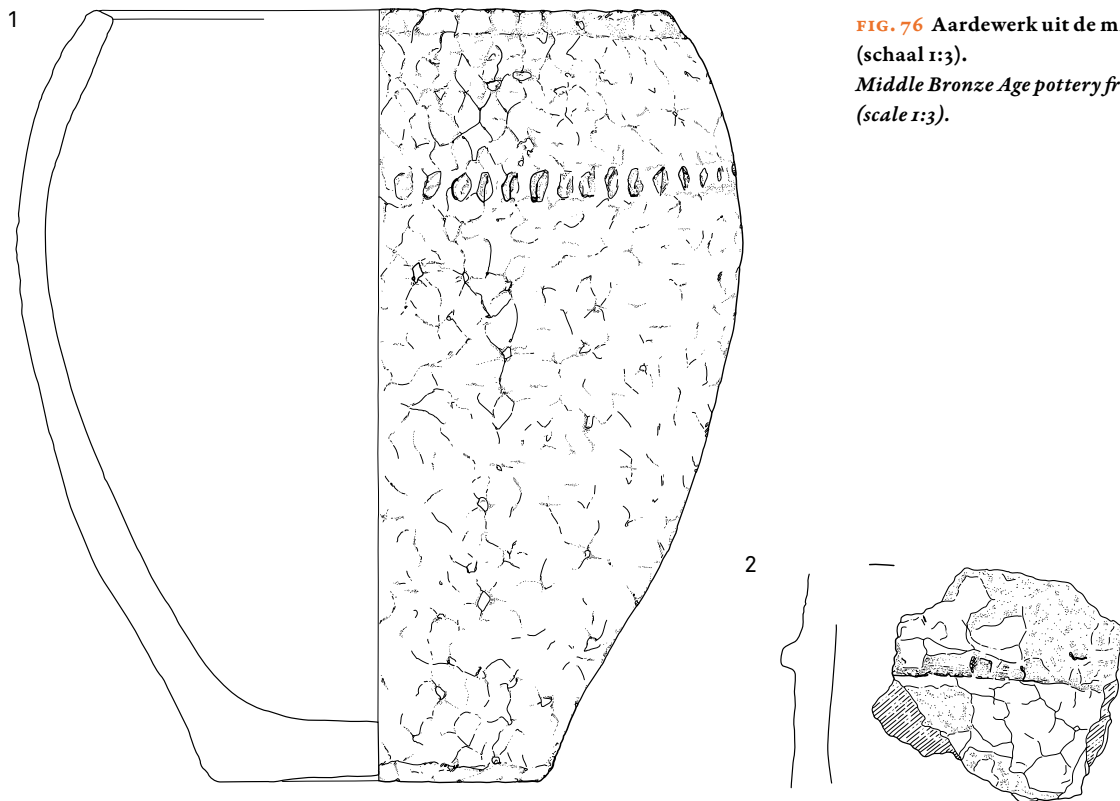 1
FIG. 76 Aardewerk uit de m
(schaal 1:3).
Middle Bronze Age pottery fr
(scale 1:3).
2